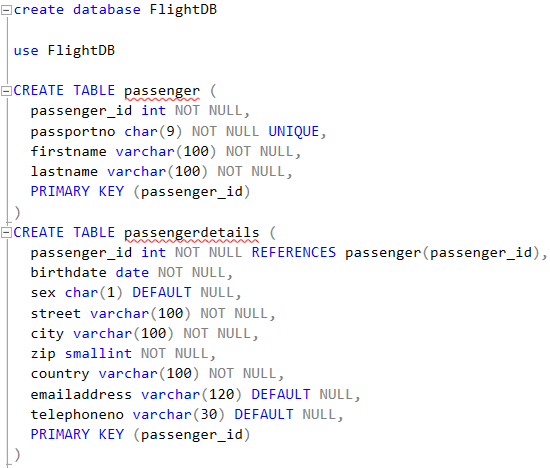 create database FlightDB
use FlightDB
CREATE TABLE passenger (
passenger_id int NOT NULL,
passportno char(9) NOT NULL UNIQUE,
firstname varchar(100) NOT NULL,
lastname varchar(100) NOT NULL,
PRIMARY KEY (passenger_id)
)
CREATE TABLE passengerdetails (
passenger_id int NOT NULL REFERENCES passenger(passenger_id),
birthdate date NOT NULL,
sex char(1) DEFAULT NULL,
street varchar(100) NOT NULL,
city varchar(100) NOT NULL,
zip smallint NOT NULL,
country varchar(100) NOT NULL,
emailaddress varchar(120) DEFAULT NULL,
telephoneno varchar(30) DEFAULT NULL,
PRIMARY KEY (passenger_id)
)